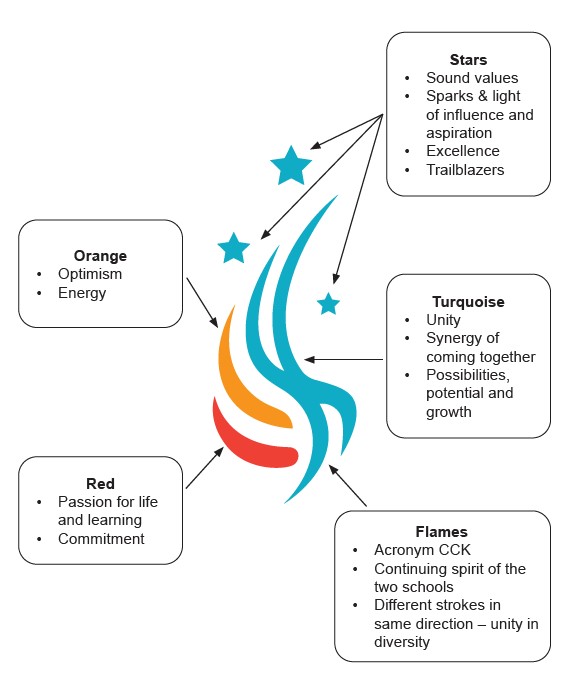 Stars
• Sound values
• Sparks & light
of influence and
aspiration
• Excellence
• Trailblazers
Orange
• Optimism
• Energy
Turquoise
• Unity
• Synergy of
coming together
• Possibilities,
potential and
growth
Red
• Passion for life
and learning
• Commitment
Flames
• Acronym CCK
• Continuing spirit of the
two schools
• Different strokes in
same direction – unity in
diversity